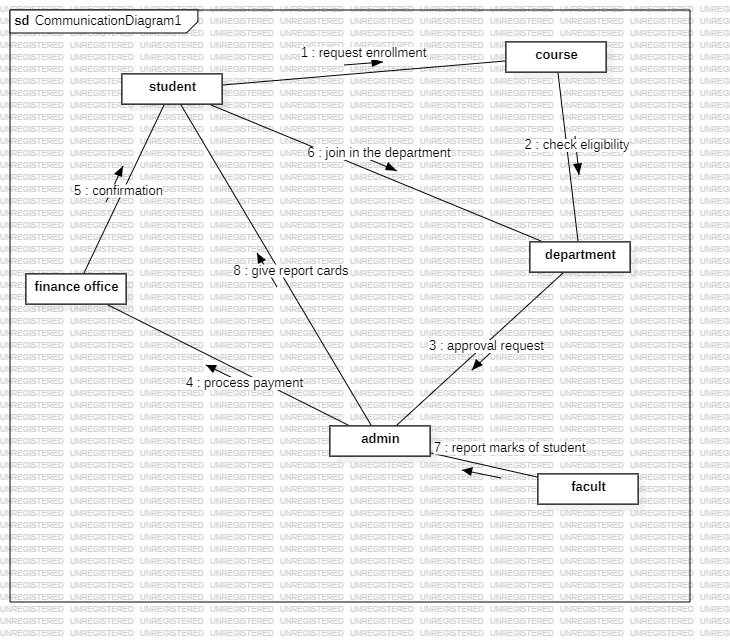 sd CommunicationDiagram1
1 : request enrollment
course
student
2 : check eligibility
6 : join in the department
5 : confirmation
department
8 : give report cards
finance office
3 : approval request
4 : process payment
admin
7 : report marks of student
facult
UNREGISTERED